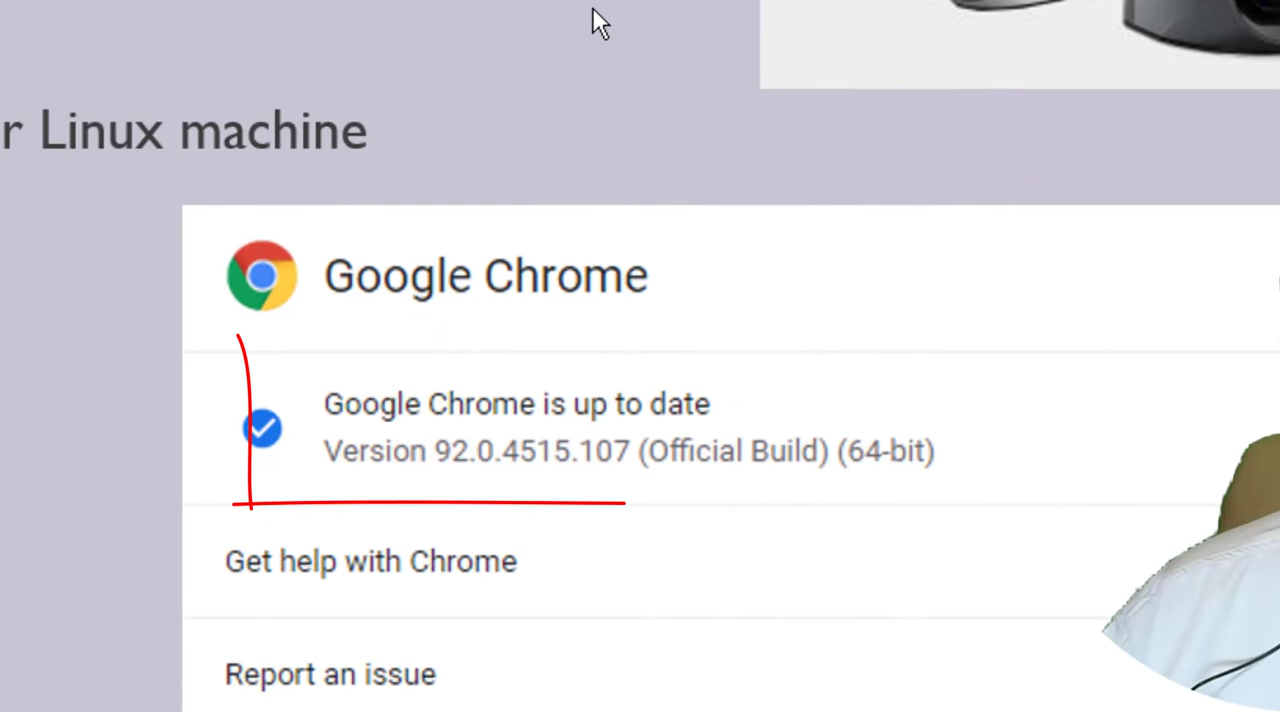 r Linux machine
Google Chrome
Google Chrome is up to date
Version 92.0.4515.107 (Official Build) (64-bit)
Get help with Chrome
Report an issue